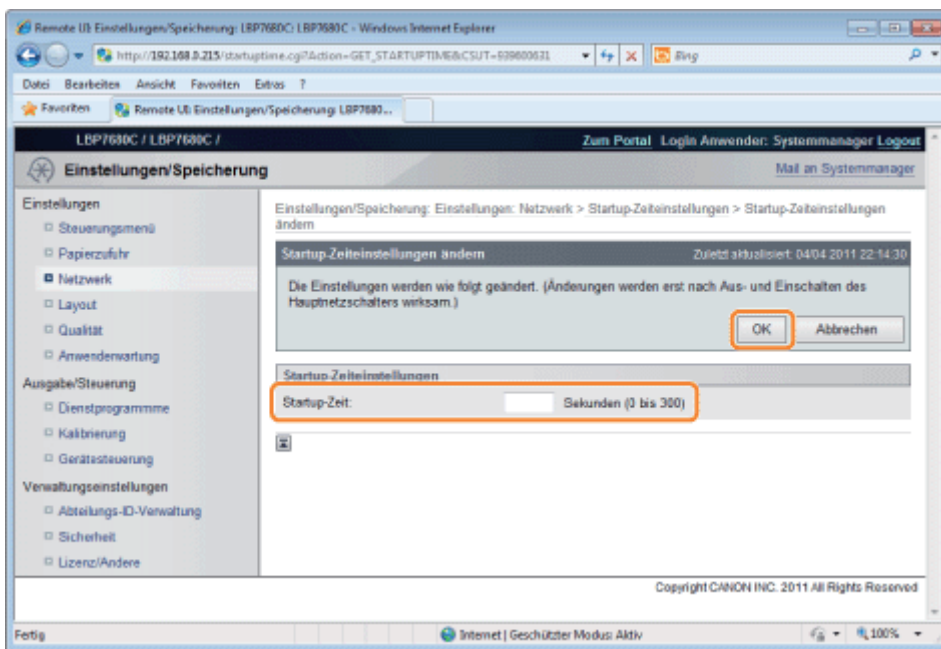 Remote UI: Einstellungen/Speicherung: LBP7680C: LBP7680C - Windows Internet Explorer
http://192.168.0.215/startuptime.cgi?Action=GET_STARTUPTIME&CSUT=939600631
Bing
Datei Bearbeiten Ansicht Favoriten Extras ?
Favoriten Remote UI: Einstellungen/Speicherung: LBP7680...
LBP7680C / LBP7680C / Zum Portal Login Anwender: Systemmanager Logout
Einstellungen/Speicherung Mail an Systemmanager
Einstellungen
Steuerungsmenü
Papierzufuhr
Netzwerk
Layout
Qualität
Anwenderwartung
Ausgabe/Steuerung
Dienstprogrammme
Kalibrierung
Gerätesteuerung
Verwaltungseinstellungen
Abteilungs-ID-Verwaltung
Sicherheit
Lizenz/Andere
Einstellungen/Speicherung: Einstellungen: Netzwerk > Startup-Zeiteinstellungen > Startup-Zeiteinstellungen
ändern
Startup-Zeiteinstellungen ändern Zuletzt aktualisiert: 04/04 2011 22:14:30
Die Einstellungen werden wie folgt geändert. (Änderungen werden erst nach Aus- und Einschalten des
Hauptnetzschalters wirksam.)
OK Abbrechen
Startup-Zeiteinstellungen
Startup-Zeit: Sekunden (0 bis 300)
Copyright CANON INC. 2011 All Rights Reserved
Fertig Internet | Geschützter Modus: Aktiv 100%